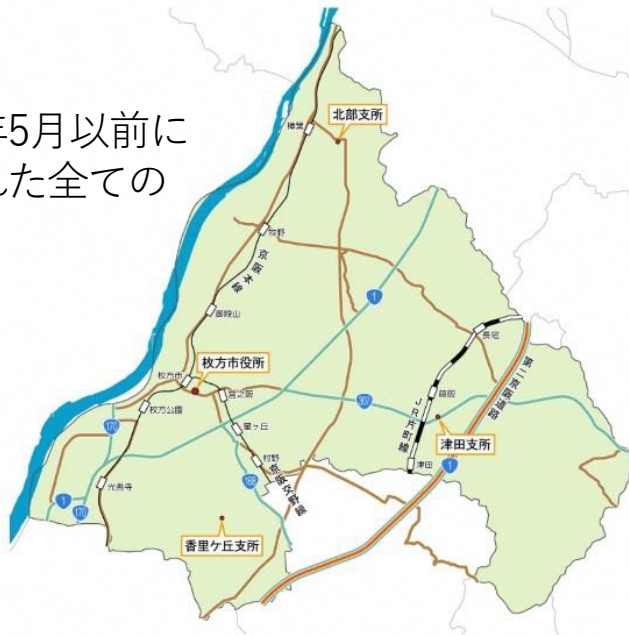 年5月以前に
れた全ての
北部支所
樟葉
牧野
京阪本線
1
御殿山
長尾
枚方市役所
枚方市
宮之阪
枚方公園
307
藤阪
第二京阪道路
170
星ヶ丘
JR片町線
津田支所
村野
津田
1
光善寺
168
京阪交野線
1
170
香里ケ丘支所